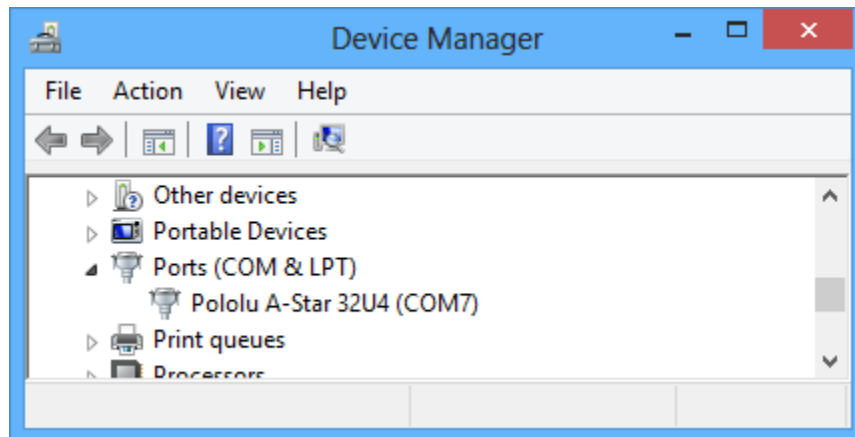 Device Manager
File Action View Help
Other devices
Portable Devices
Ports (COM & LPT)
Pololu A-Star 32U4 (COM7)
Print queues
Processors